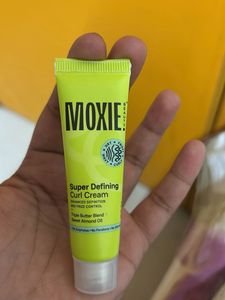 MOXIE
Super Defining
Curl Cream
ENHANCED DEFINITION
AND FRIZZ CONTROL
Triple Butter Blend
Sweet Almond Oil